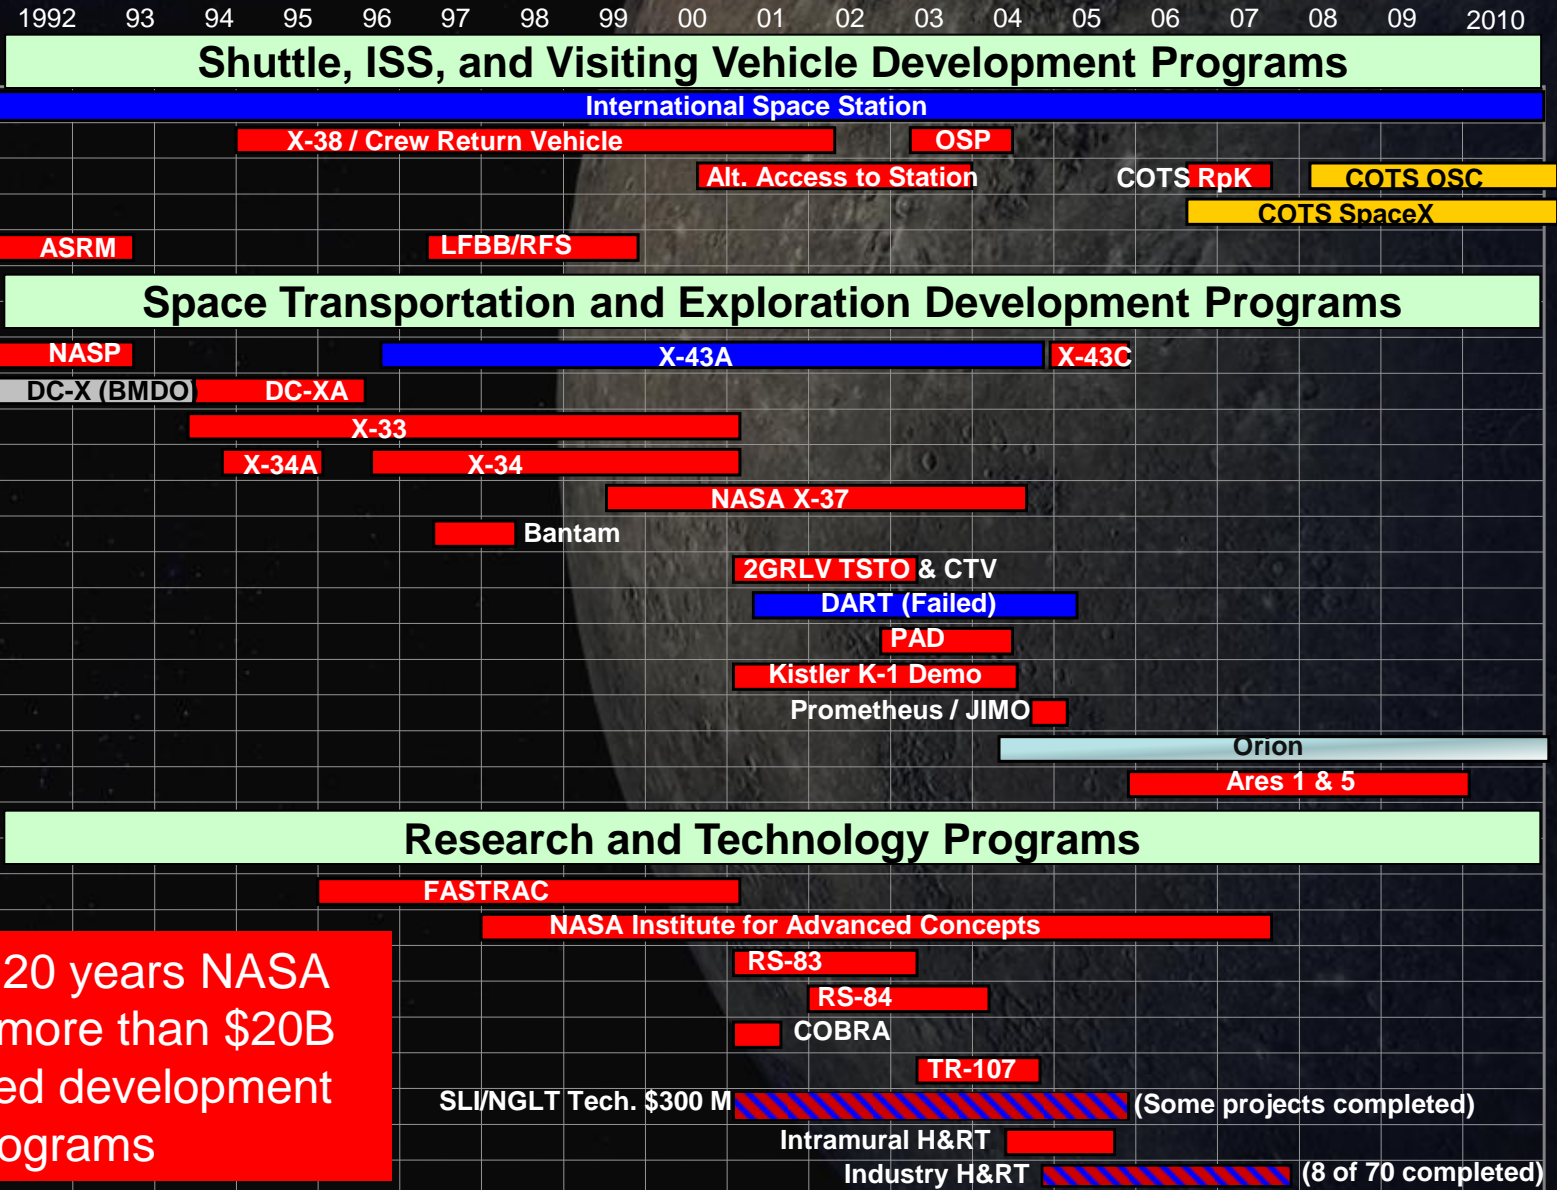 1992 93 94 95 96 97 98 99 00 01 02 03 04 05 06 07 08 09 2010
Shuttle, ISS, and Visiting Vehicle Development Programs
International Space Station
X-38 / Crew Return Vehicle OSP
Alt. Access to Station COTS RpK COTS OSC
COTS SpaceX
ASRM LFBB/RFS
Space Transportation and Exploration Development Programs
NASP X-43A X-43C
DC-X (BMDO) DC-XA
X-33
X-34A X-34
NASA X-37
Bantam
2GRLV TSTO & CTV
DART (Failed)
PAD
Kistler K-1 Demo
Prometheus / JIMO
Orion
Ares 1 & 5
Research and Technology Programs
FASTRAC
NASA Institute for Advanced Concepts
RS-83
RS-84
COBRA
TR-107
SLI/NGLT Tech. $300 M (Some projects completed)
Intramural H&RT
Industry H&RT (8 of 70 completed)
20 years NASA
more than $20B
ed development
ograms